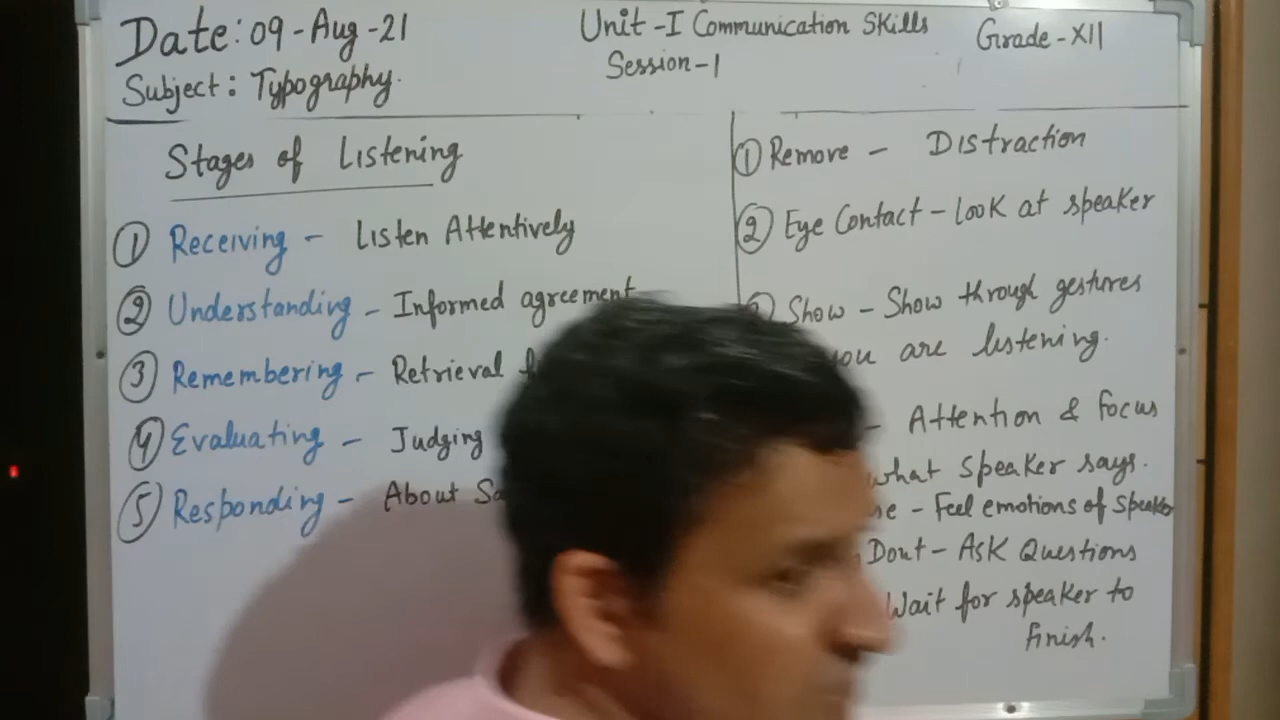 Date: 09-Aug-21
Unit-I Communication Skills
Grade-XII
Subject: Typography.
Session-1
Stages of Listening
① Receiving - Listen Attentively
② Understanding - Informed agreement
③ Remembering - Retrieval
④ Evaluating - Judging
⑤ Responding - About
① Remove - Distraction
② Eye Contact - Look at speaker
Show - Show through gestures
you are listening.
- Attention & focus
what speaker says.
- Feel emotions of speaker
Dont - Ask Questions
Wait for speaker to
finish.